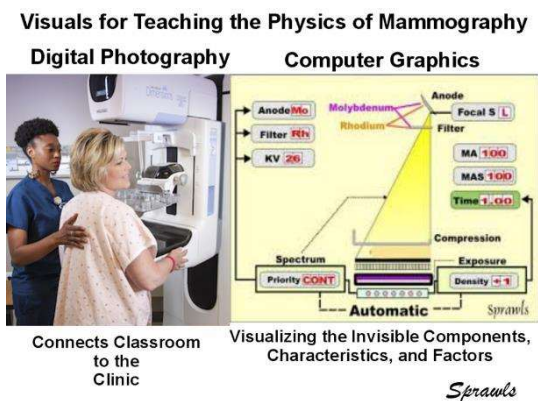 Visuals for Teaching the Physics of Mammography
Digital Photography
Computer Graphics
Anode Mo
Filter Rh
KV 26
Molybdenum
Rhodium
Anode
Filter
Focal S L
MA 100
MAS 100
Time 1.00
Compression
Spectrum
Priority CONT
Exposure
Density +1
Automatic
Sprawls
Connects Classroom
to the
Clinic
Visualizing the Invisible Components,
Characteristics, and Factors
Sprawls